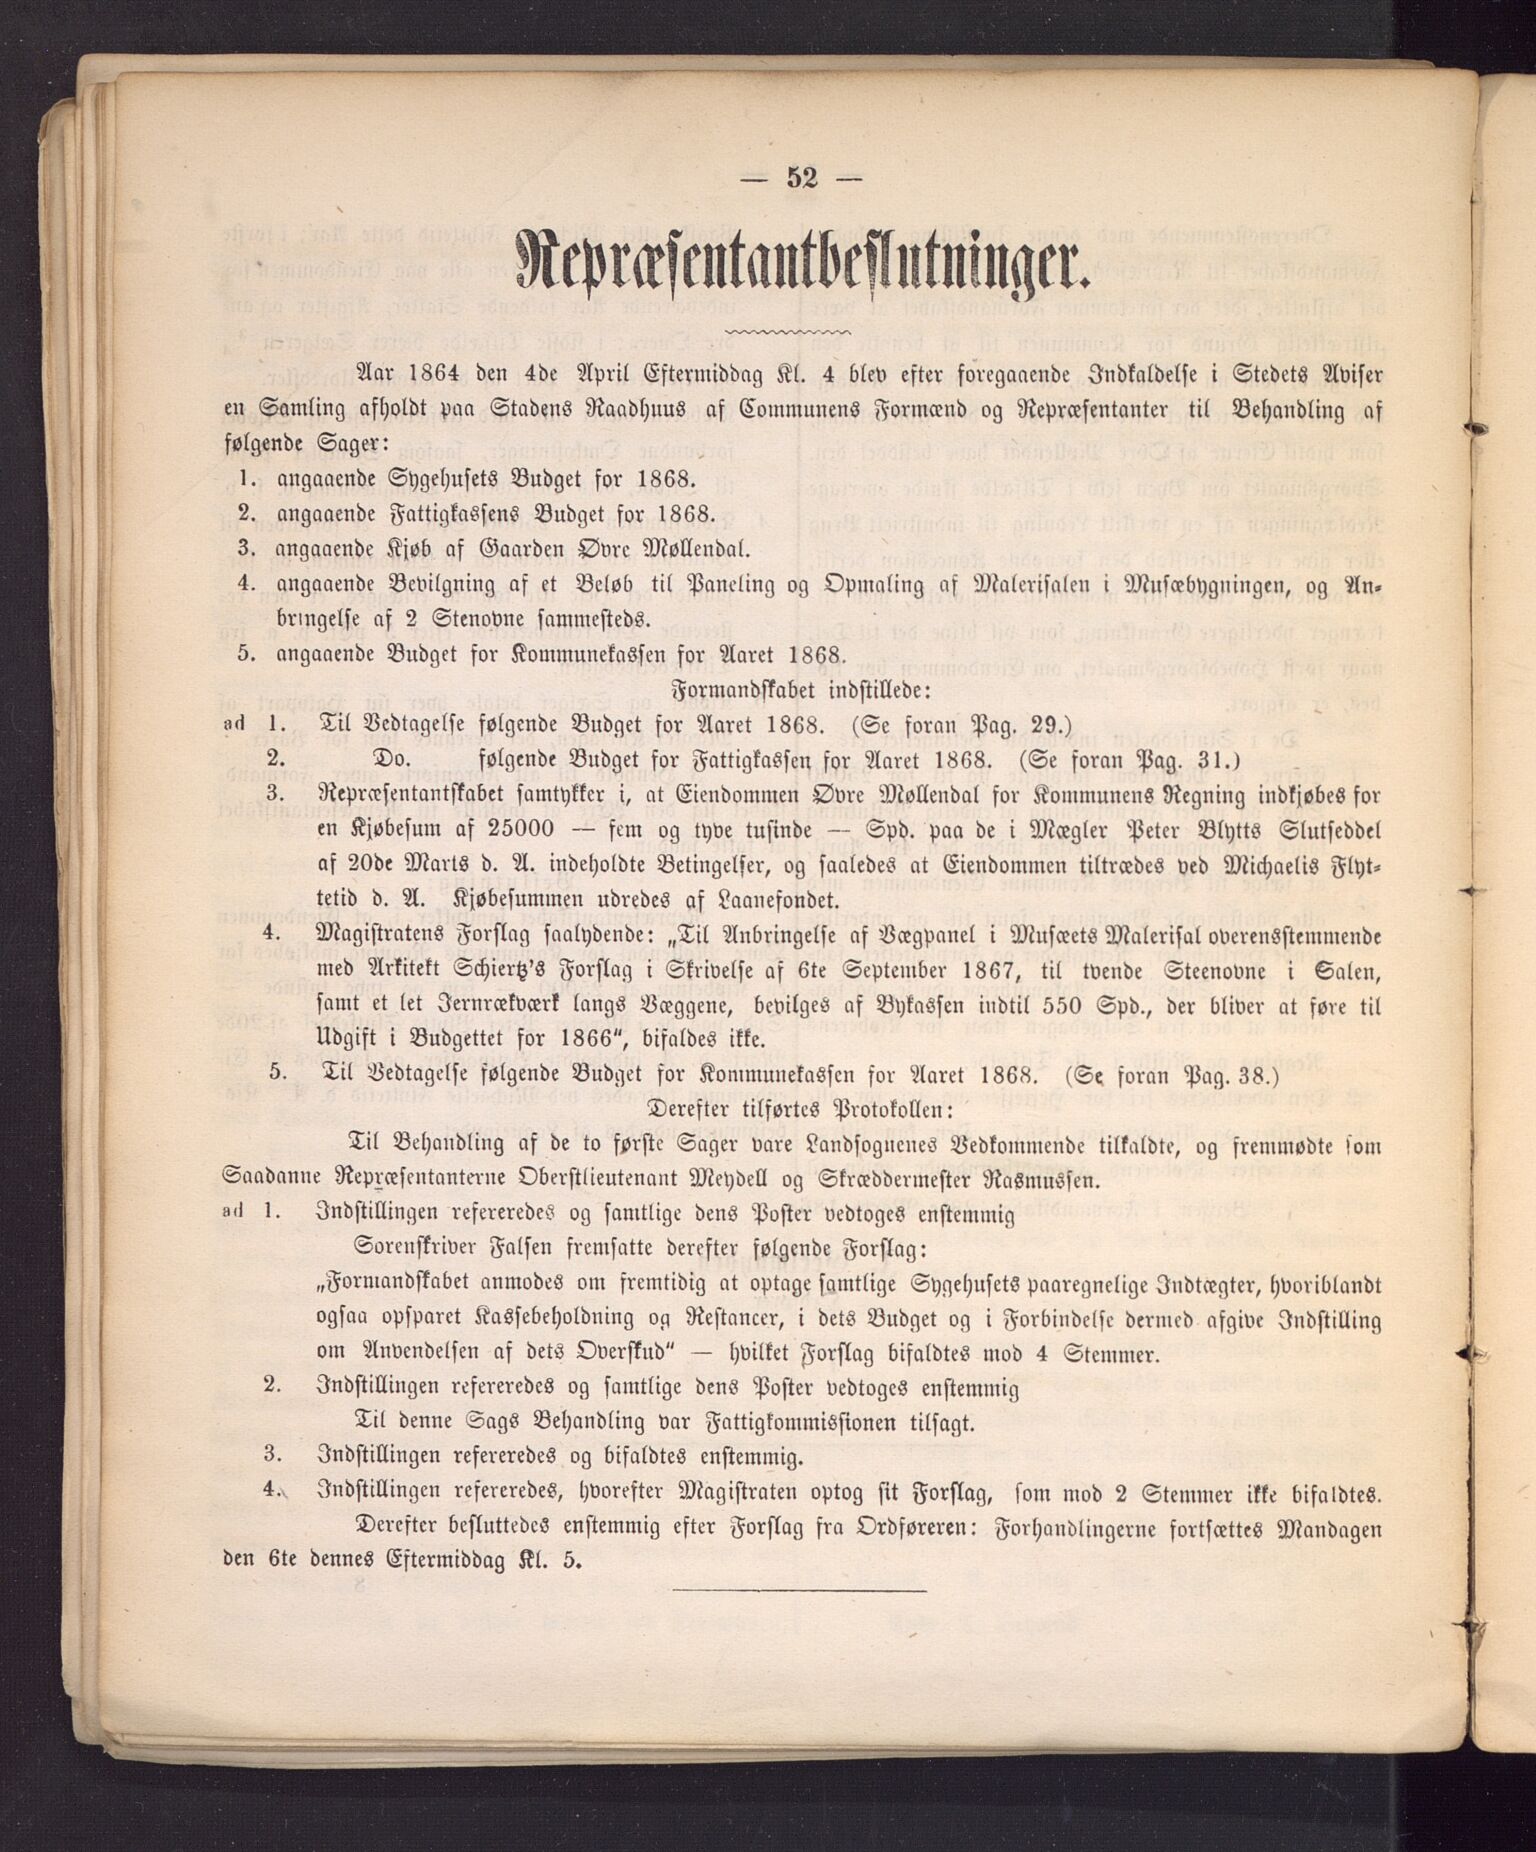 — 52 —
Repræsentantbeslutninger.
Aar 1864 den 4de April Eftermiddag Kl. 4 blev efter foregaaende Indkaldelse i Stedets Aviser
en Samling afholdt paa Stadens Raadhuus af Communens Formænd og Repræsentanter til Behandling af
følgende Sager:
1. angaaende Sygehusets Budget for 1868.
2. angaaende Fattigkassens Budget for 1868.
3. angaaende Kjøb af Gaarden Øvre Møllendal.
4. angaaende Bevilgning af et Beløb til Paneling og Opmaling af Malerisalen i Musæbygningen, og An-
bringelse af 2 Stenovne sammesteds.
5. angaaende Budget for Kommunekassen for Aaret 1868.
Formandskabet indstillede:
ad 1. Til Vedtagelse følgende Budget for Aaret 1868. (Se foran Pag. 29.)
2. Do. følgende Budget for Fattigkassen for Aaret 1868. (Se foran Pag. 31.)
3. Repræsentantskabet samtykker i, at Eiendommen Øvre Møllendal for Kommunens Regning indkjøbes for
en Kjøbesum af 25000 — fem og tyve tusinde — Spd. paa de i Mægler Peter Blytts Slutseddel
af 20de Marts d. A. indeholdte Betingelser, og saaledes at Eiendommen tiltrædes ved Michaelis Flyt-
tetid d. A. Kjøbesummen udredes af Laanefondet.
4. Magistratens Forslag saalydende: „Til Anbringelse af Vægpanel i Musæets Malerisal overensstemmende
med Arkitekt Schiertz's Forslag i Skrivelse af 6te September 1867, til tvende Steenovne i Salen,
samt et let Jernrækværk langs Væggene, bevilges af Bykassen indtil 550 Spd., der bliver at føre til
Udgift i Budgettet for 1866“, bifaldes ikke.
5. Til Vedtagelse følgende Budget for Kommunekassen for Aaret 1868. (Se foran Pag. 38.)
Derefter tilførtes Protokollen:
Til Behandling af de to første Sager vare Landsognenes Vedkommende tilkaldte, og fremmødte som
Saadanne Repræsentanterne Oberstlieutenant Meydell og Skræddermester Rasmussen.
ad 1. Indstillingen refereredes og samtlige dens Poster vedtoges enstemmig
Sorenskriver Falsen fremsatte derefter følgende Forslag:
„Formandskabet anmodes om fremtidig at optage samtlige Sygehusets paaregnelige Indtægter, hvoriblandt
ogsaa opsparet Kassebeholdning og Restancer, i dets Budget og i Forbindelse dermed afgive Indstilling
om Anvendelsen af dets Overskud“ — hvilket Forslag bifaldtes mod 4 Stemmer.
2. Indstillingen refereredes og samtlige dens Poster vedtoges enstemmig
Til denne Sags Behandling var Fattigkommissionen tilsagt.
3. Indstillingen refereredes og bifaldtes enstemmig.
4. Indstillingen refereredes, hvorefter Magistraten optog sit Forslag, som mod 2 Stemmer ikke bifaldtes.
Derefter besluttedes enstemmig efter Forslag fra Ordføreren: Forhandlingerne fortsættes Mandagen
den 6te dennes Eftermiddag Kl. 5.